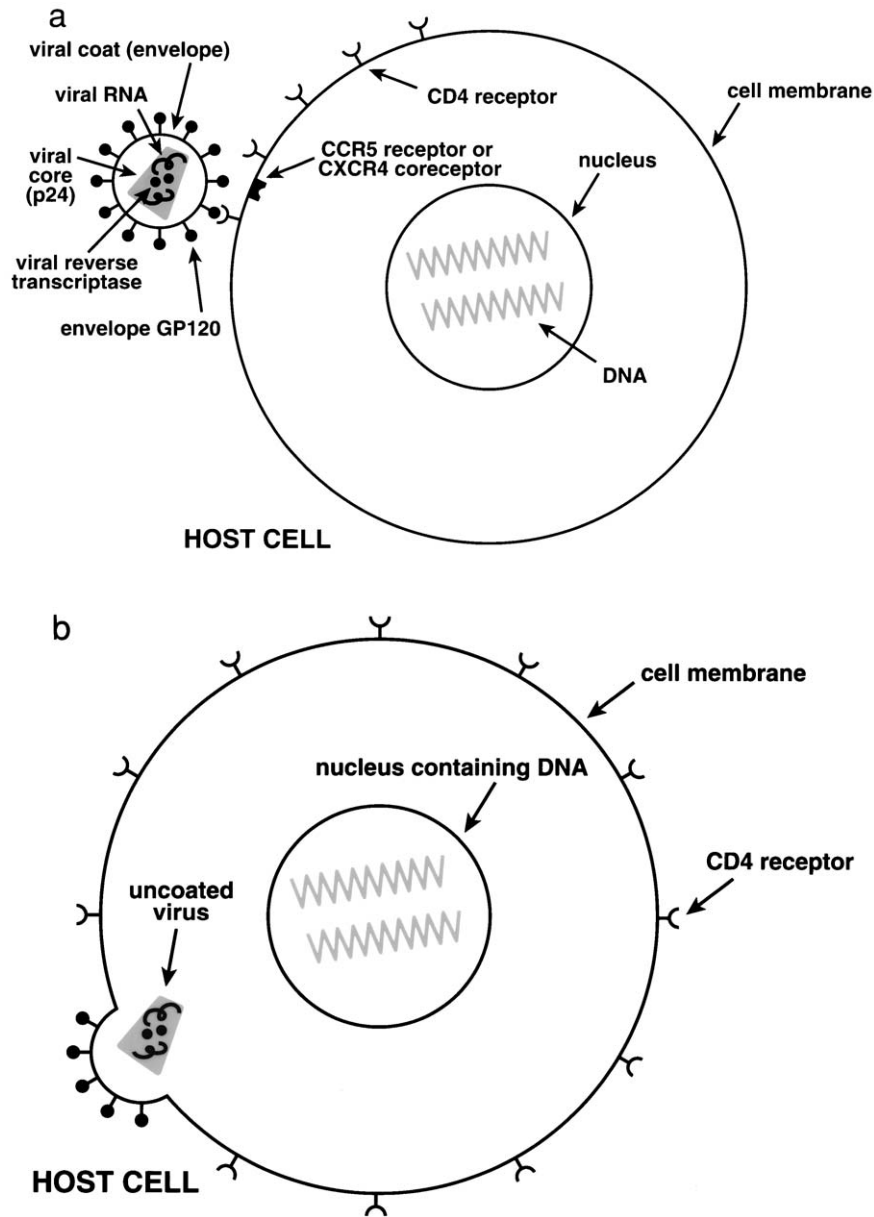 a
viral coat (envelope)
viral RNA
viral
core
(p24)
viral reverse
transcriptase
envelope GP120
CD4 receptor
CCR5 receptor or
CXCR4 coreceptor
cell membrane
nucleus
DNA
HOST CELL
b
cell membrane
nucleus containing DNA
CD4 receptor
uncoated
virus
HOST CELL